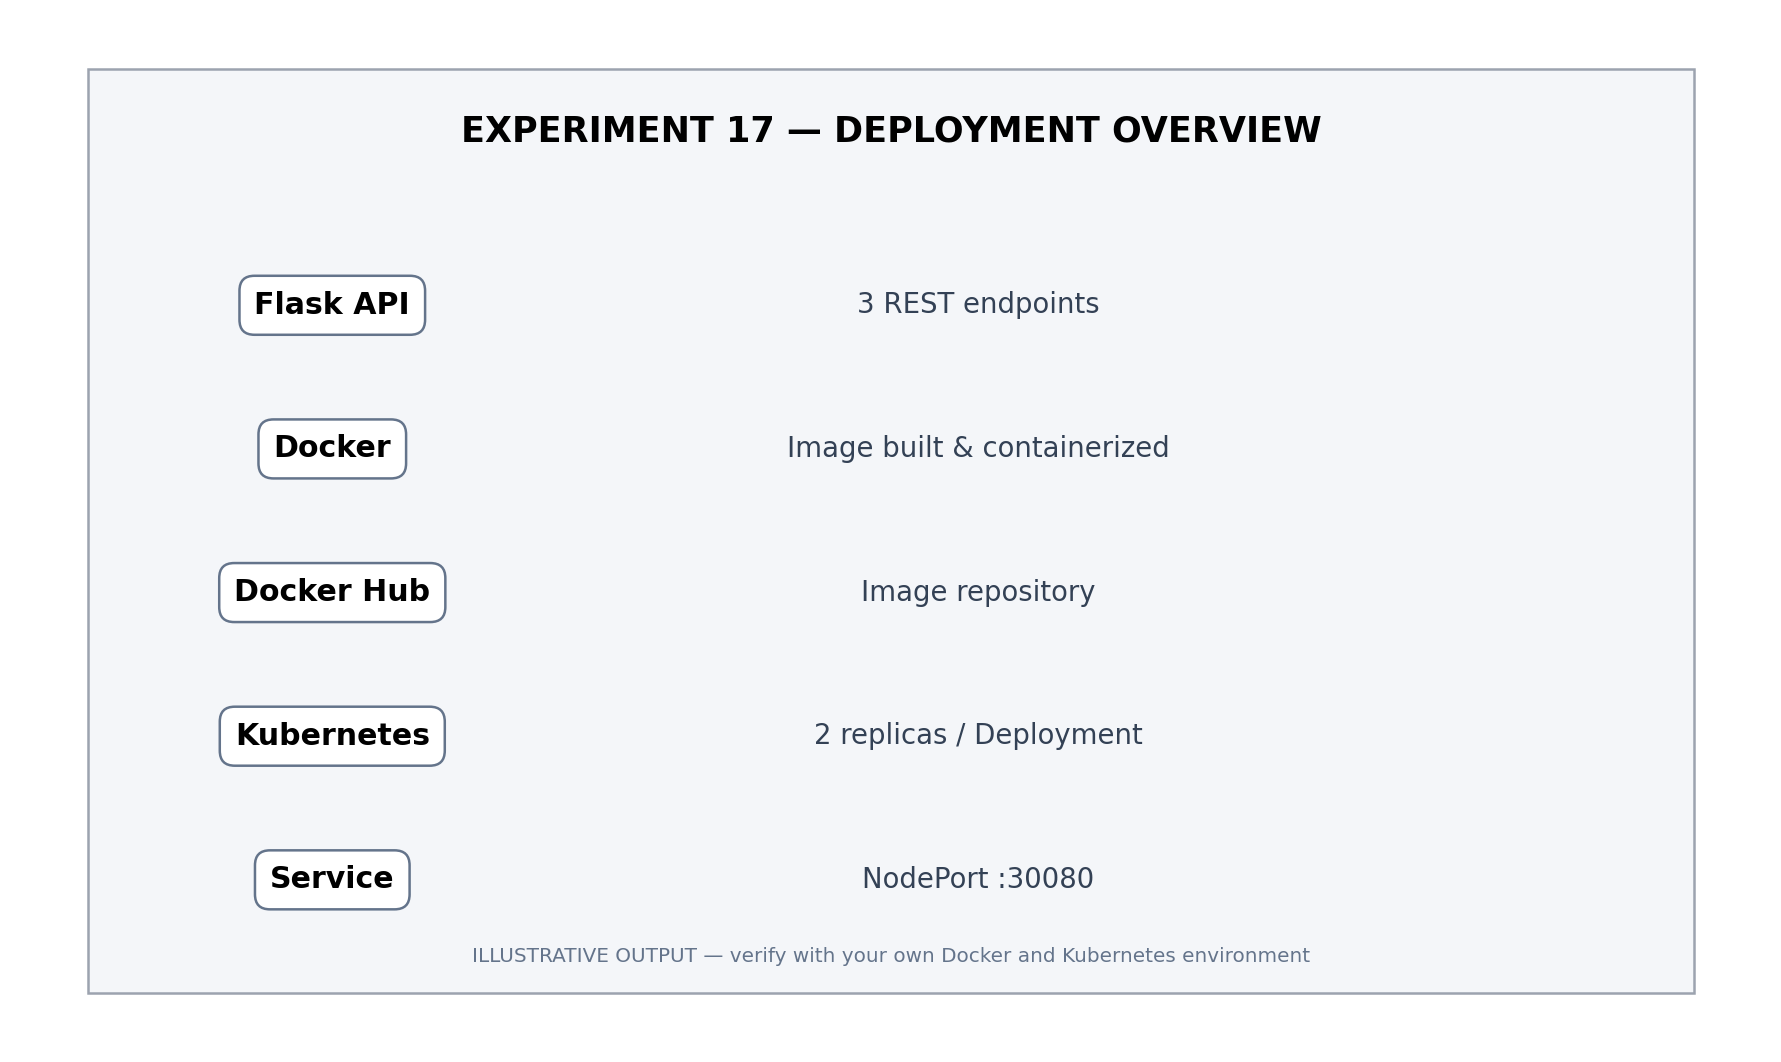 EXPERIMENT 17 — DEPLOYMENT OVERVIEW
Flask API 3 REST endpoints
Docker Image built & containerized
Docker Hub Image repository
Kubernetes 2 replicas / Deployment
Service NodePort :30080
ILLUSTRATIVE OUTPUT — verify with your own Docker and Kubernetes environment